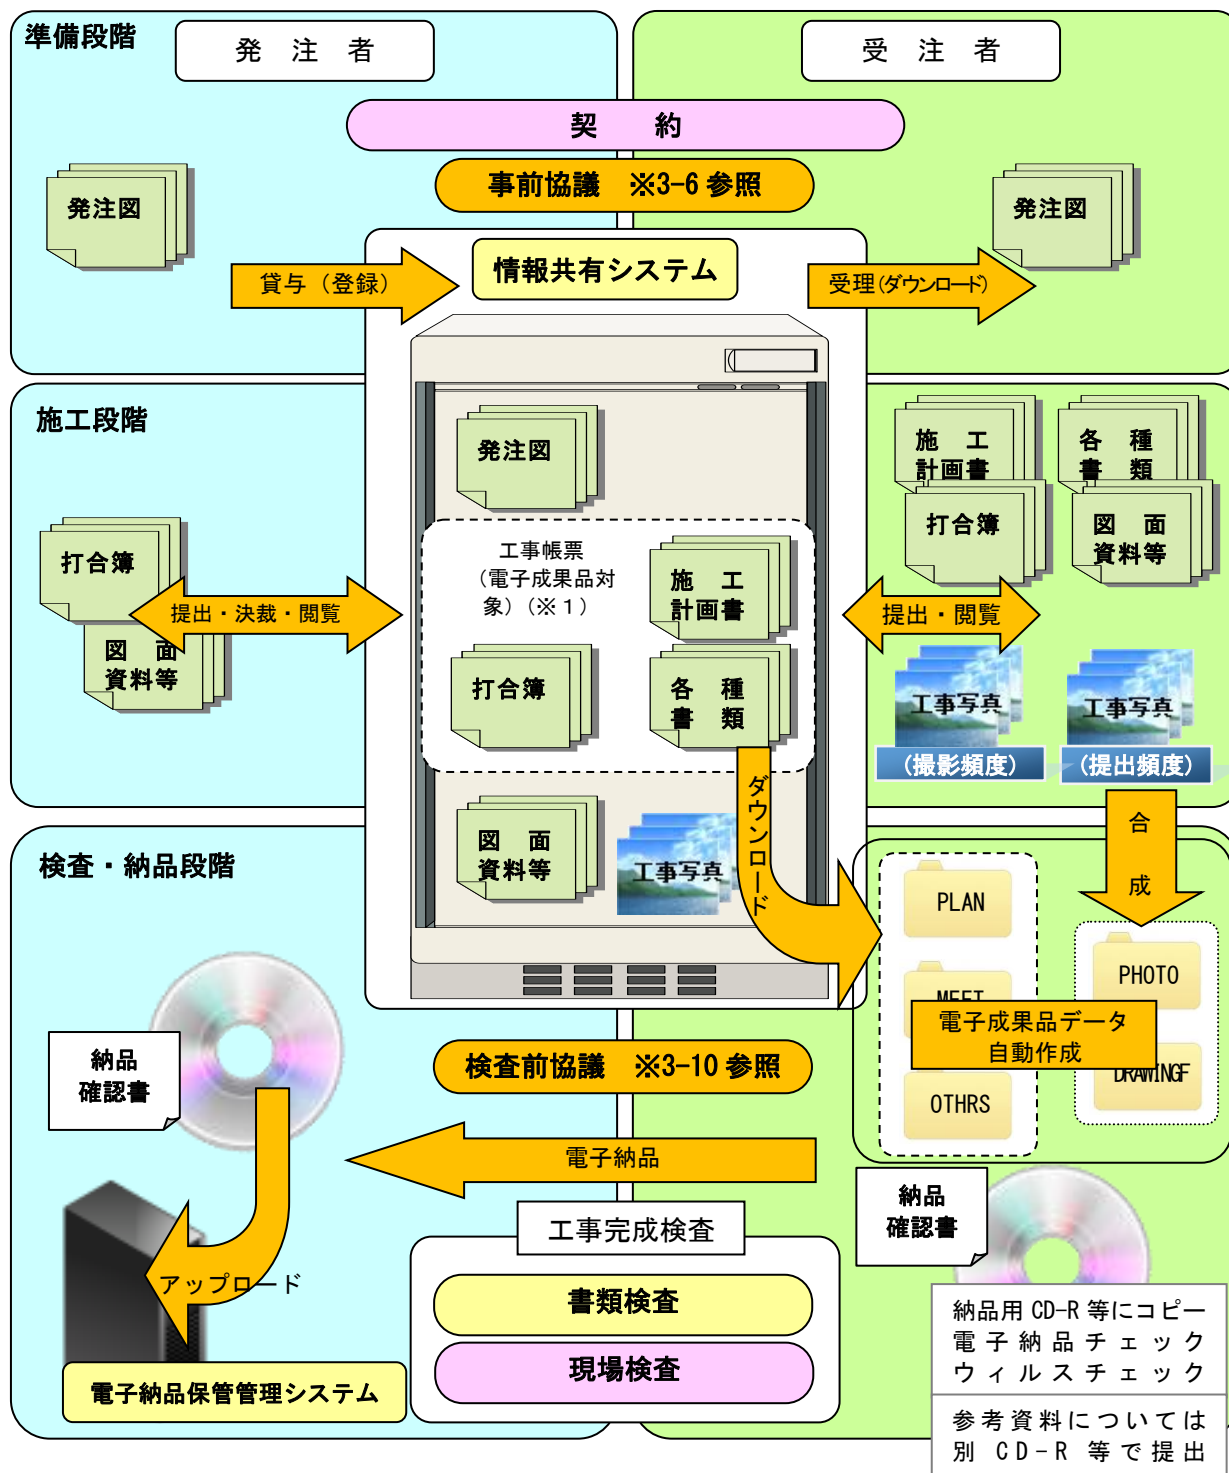 準備段階
発 注 者
受 注 者
契 約
事前協議 ※3-6 参照
発注図
発注図
貸与（登録）
情報共有システム
受理(ダウンロード)
施工段階
発注図
施 工
計画書
各 種
書 類
打合簿
図 面
資料等
打合簿
図 面
資料等
提出・決裁・閲覧
工事帳票
（電子成果品対
象）（※１）
施 工
計画書
打合簿
各 種
書 類
提出・閲覧
工事写真
(撮影頻度)
工事写真
(提出頻度)
図 面
資料等
工事写真
ダウンロード
合
成
検査・納品段階
PLAN
MEET
OTHRS
PHOTO
DRAWINGF
電子成果品データ
自動作成
納品
確認書
検査前協議 ※3-10 参照
電子納品
納品
確認書
工事完成検査
書類検査
現場検査
アップロード
電子納品保管管理システム
納品用 CD-R 等にコピー
電子納品チェック
ウィルスチェック
参考資料については
別 CD-R 等で提出